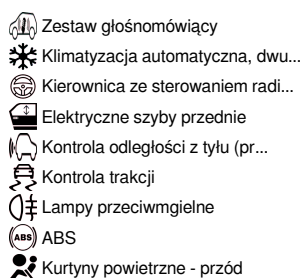 Zestaw głośnomówiący
Klimatyzacja automatyczna, dwu...
Kierownica ze sterowaniem radi...
Elektryczne szyby przednie
Kontrola odległości z tyłu (pr...
Kontrola trakcji
Lampy przeciwmgielne
(ABS) ABS
Kurtyny powietrzne - przód